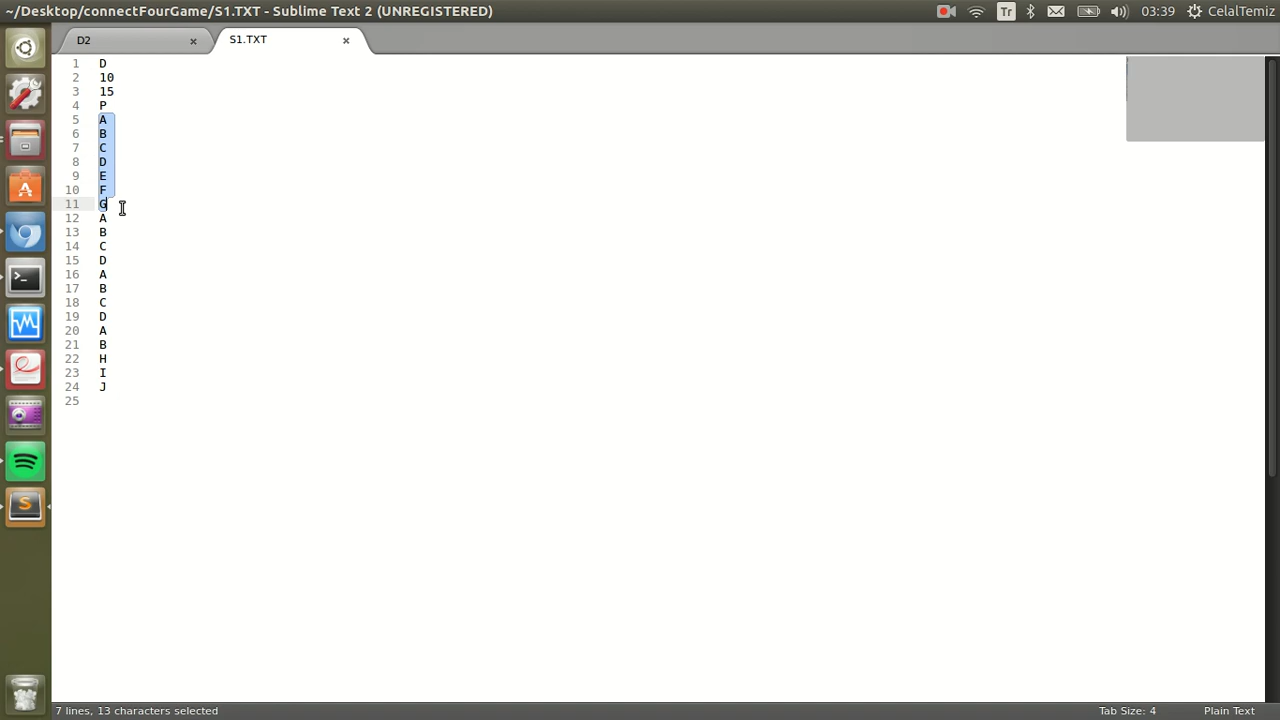 ~/Desktop/connectFourGame/S1.TXT - Sublime Text 2 (UNREGISTERED) Tr 03:39 CelalTemiz
D2 S1.TXT
1 D
2 10
3 15
4 P
5 A
6 B
7 C
8 D
9 E
10 F
11 G
12 A
13 B
14 C
15 D
16 A
17 B
18 C
19 D
20 A
21 B
22 H
23 I
24 J
25
7 lines, 13 characters selected Tab Size: 4 Plain Text